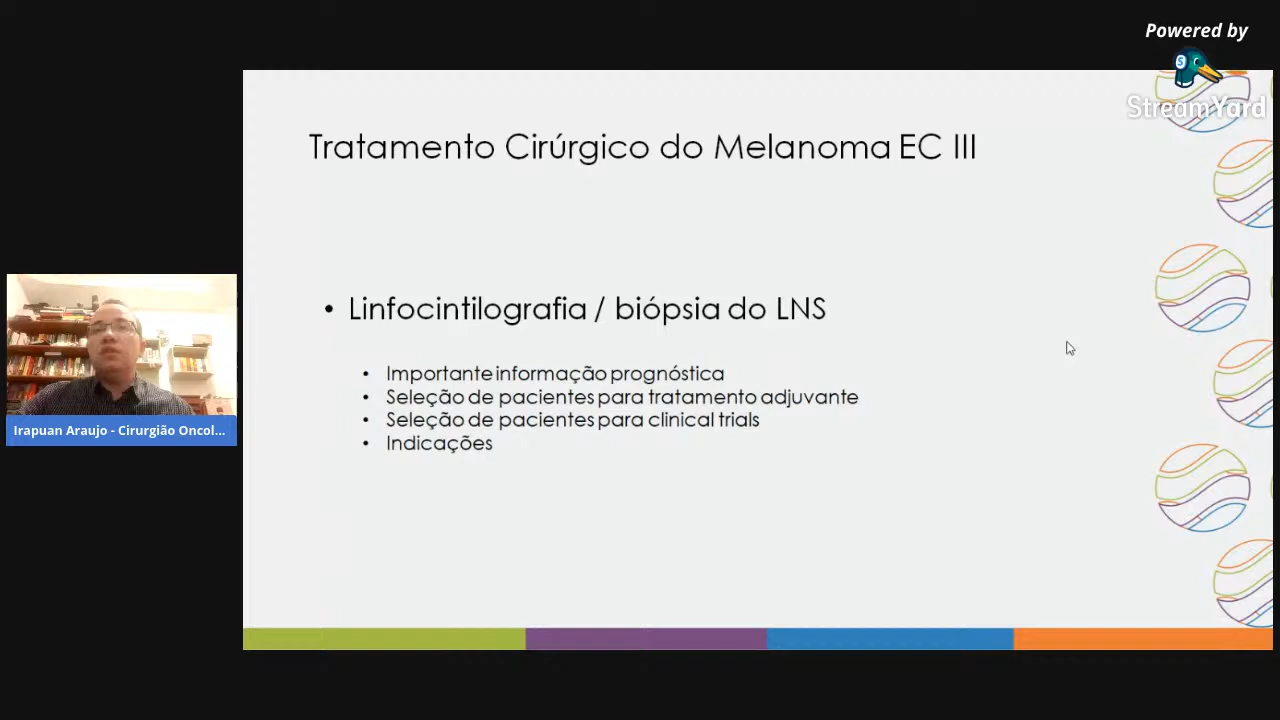 Powered by
StreamYard
Tratamento Cirúrgico do Melanoma EC III
• Linfocintilografia / biópsia do LNS
• Importante informação prognóstica
• Seleção de pacientes para tratamento adjuvante
• Seleção de pacientes para clinical trials
• Indicações
Irapuan Araujo - Cirurgião Oncol...